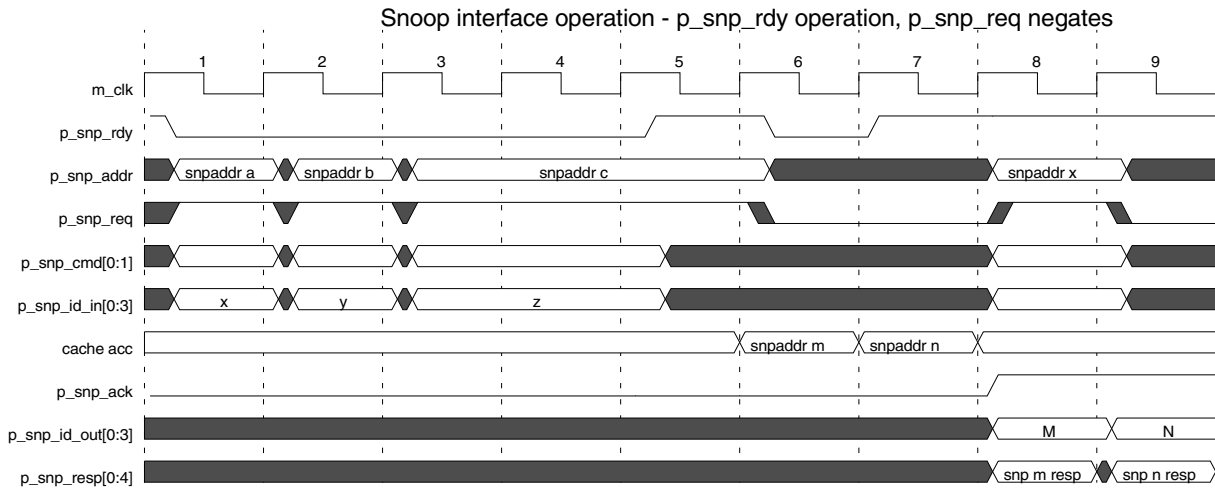 Snoop interface operation - p_snp_rdy operation, p_snp_req negates
1 2 3 4 5 6 7 8 9
m_clk
p_snp_rdy
p_snp_addr snpaddr a snpaddr b snpaddr c snpaddr x
p_snp_req
p_snp_cmd[0:1]
p_snp_id_in[0:3] x y z
cache acc snpaddr m snpaddr n
p_snp_ack
p_snp_id_out[0:3] M N
p_snp_resp[0:4] snp m resp snp n resp